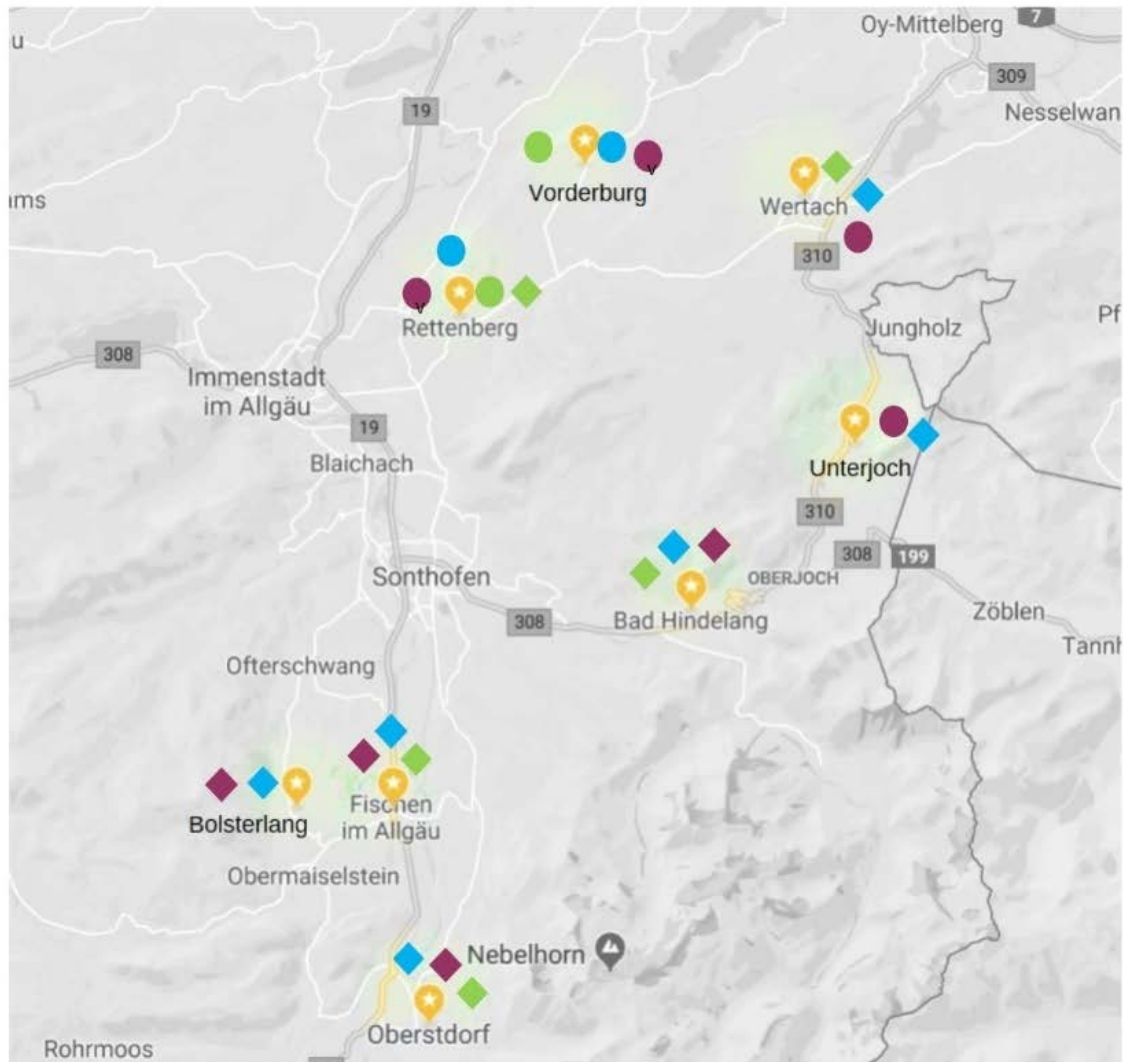 7
Oy-Mittelberg
u
309
19
Nesselwan
Vorderburg
v
ams
Wertach
310
v
Rettenberg
Jungholz
Pf
308
Immenstadt
im Allgäu
19
Blaichach
Unterjoch
310
308
199
Sonthofen
OBERJOCH
308
Bad Hindelang
Zöblen
Tannh
Ofterschwang
Bolsterlang
Fischen
im Allgäu
Obermaiselstein
Nebelhorn
Oberstdorf
Rohrmoos